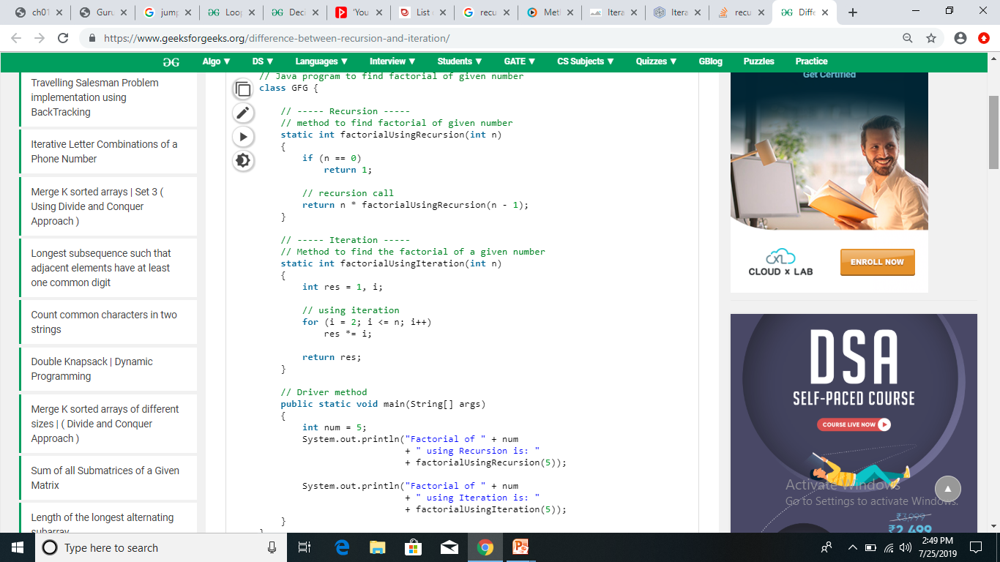 ch01
Guru
jump
Loop
Deci
'You
List
recu
Met
Itera
Itera
recu
Diffe
https://www.geeksforgeeks.org/difference-between-recursion-and-iteration/
Algo ▼ DS ▼ Languages ▼ Interview ▼ Students ▼ GATE ▼ CS Subjects ▼ Quizzes ▼ GBlog Puzzles Practice
Travelling Salesman Problem
implementation using
BackTracking
Iterative Letter Combinations of a
Phone Number
Merge K sorted arrays | Set 3 (
Using Divide and Conquer
Approach )
Longest subsequence such that
adjacent elements have at least
one common digit
Count common characters in two
strings
Double Knapsack | Dynamic
Programming
Merge K sorted arrays of different
sizes | ( Divide and Conquer
Approach )
Sum of all Submatrices of a Given
Matrix
Length of the longest alternating
subarray
// Java program to find factorial of given number
class GFG {
// ----- Recursion -----
// method to find factorial of given number
static int factorialUsingRecursion(int n)
{
if (n == 0)
return 1;
// recursion call
return n * factorialUsingRecursion(n - 1);
}
// ----- Iteration -----
// Method to find the factorial of a given number
static int factorialUsingIteration(int n)
{
int res = 1, i;
// using iteration
for (i = 2; i <= n; i++)
res *= i;
return res;
}
// Driver method
public static void main(String[] args)
{
int num = 5;
System.out.println("Factorial of " + num
+ " using Recursion is: "
+ factorialUsingRecursion(5));
System.out.println("Factorial of " + num
+ " using Iteration is: "
+ factorialUsingIteration(5));
}
}
Get Certified
CLOUD x LAB
ENROLL NOW
DSA
SELF-PACED COURSE
COURSE LIVE NOW
Activate Windows
Go to Settings to activate Windows.
₹3,999
₹2,499
Type here to search
2:49 PM
7/25/2019